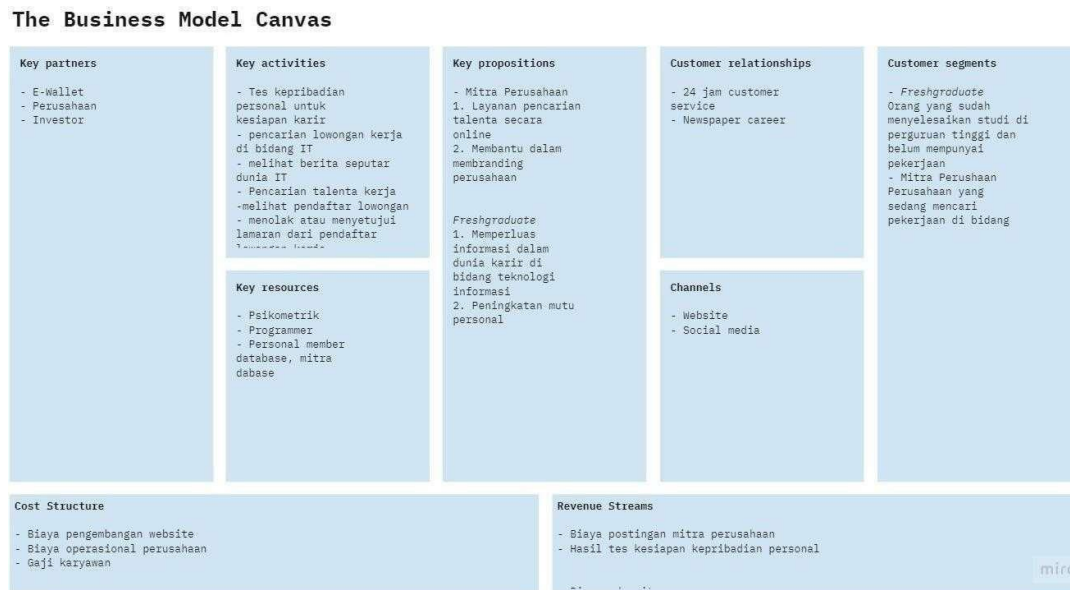 The Business Model Canvas
Key partners
- E-Wallet
- Perusahaan
- Investor
Key activities
- Tes kepribadian
personal untuk
kesiapan karir
- pencarian lowongan kerja
di bidang IT
- melihat berita seputar
dunia IT
- Pencarian talenta kerja
-melihat pendaftar lowongan
- menolak atau menyetujui
lamaran dari pendaftar
Key resources
- Psikometrik
- Programmer
- Personal member
database, mitra
dabase
Key propositions
- Mitra Perusahaan
1. Layanan pencarian
talenta secara
online
2. Membantu dalam
membranding
perusahaan
Freshgraduate
1. Memperluas
informasi dalam
dunia karir di
bidang teknologi
informasi
2. Peningkatan mutu
personal
Customer relationships
- 24 jam customer
service
- Newspaper career
Channels
- Website
- Social media
Customer segments
- Freshgraduate
Orang yang sudah
menyelesaikan studi di
perguruan tinggi dan
belum mempunyai
pekerjaan
- Mitra Perushaan
Perusahaan yang
sedang mencari
pekerjaan di bidang
Cost Structure
- Biaya pengembangan website
- Biaya operasional perusahaan
- Gaji karyawan
Revenue Streams
- Biaya postingan mitra perusahaan
- Hasil tes kesiapan kepribadian personal